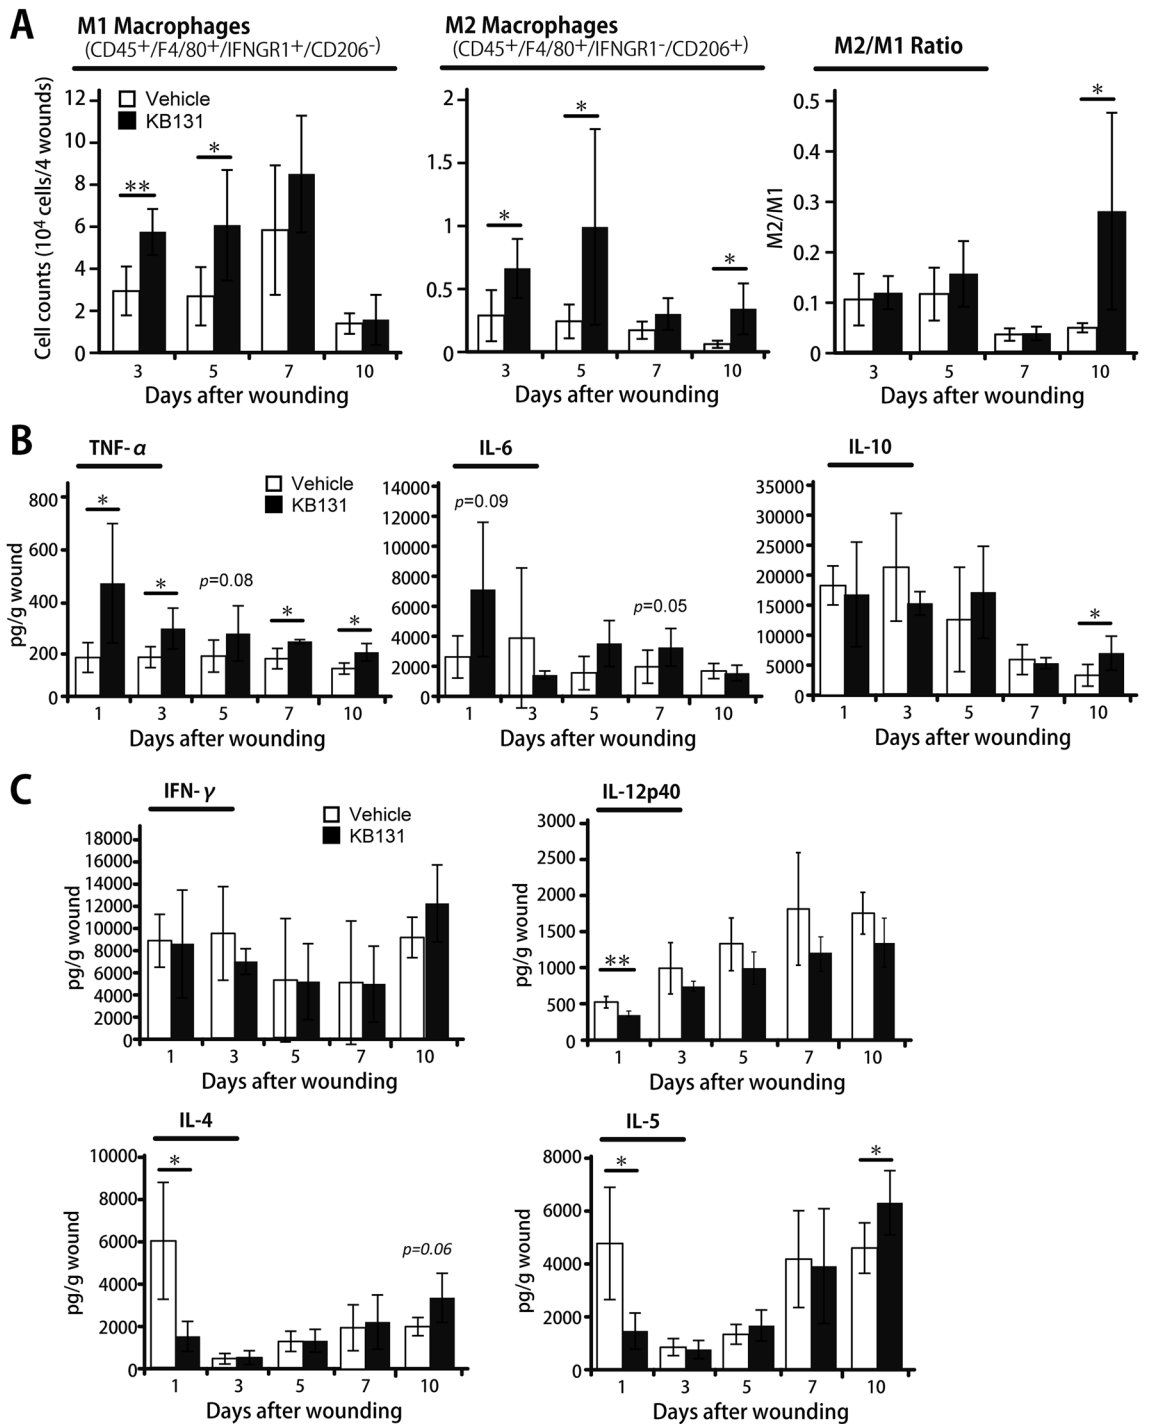 A
M1 Macrophages
(CD45+/F4/80+/IFNGR1+/CD206-)
Cell counts (10⁴ cells/4 wounds)
12
10
8
6
4
2
0
Vehicle
KB131
**
*
3 5 7 10
Days after wounding
M2 Macrophages
(CD45+/F4/80+/IFNGR1-/CD206+)
2
1.5
1
0.5
0
*
*
*
3 5 7 10
Days after wounding
M2/M1 Ratio
M2/M1
0.5
0.4
0.3
0.2
0.1
0
*
3 5 7 10
Days after wounding
B
TNF-α
pg/g wound
800
600
400
200
0
Vehicle
KB131
*
*
p=0.08
*
*
1 3 5 7 10
Days after wounding
IL-6
14000
12000
10000
8000
6000
4000
2000
0
p=0.09
p=0.05
1 3 5 7 10
Days after wounding
IL-10
35000
30000
25000
20000
15000
10000
5000
0
*
1 3 5 7 10
Days after wounding
C
IFN-γ
pg/g wound
18000
16000
14000
12000
10000
8000
6000
4000
2000
0
Vehicle
KB131
1 3 5 7 10
Days after wounding
IL-12p40
pg/g wound
3000
2500
2000
1500
1000
500
0
**
1 3 5 7 10
Days after wounding
IL-4
pg/g wound
10000
8000
6000
4000
2000
0
*
p=0.06
1 3 5 7 10
Days after wounding
IL-5
pg/g wound
8000
6000
4000
2000
0
*
*
1 3 5 7 10
Days after wounding